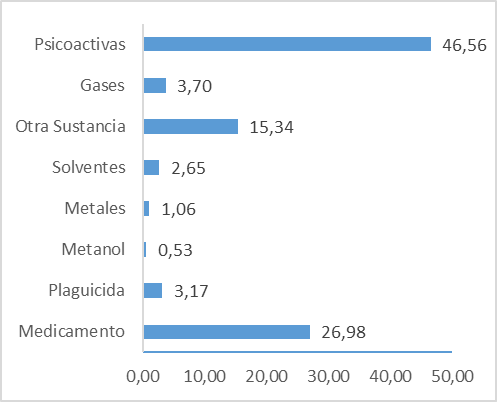 Psicoactivas 46,56
Gases 3,70
Otra Sustancia 15,34
Solventes 2,65
Metales 1,06
Metanol 0,53
Plaguicida 3,17
Medicamento 26,98
0,00 10,00 20,00 30,00 40,00 50,00